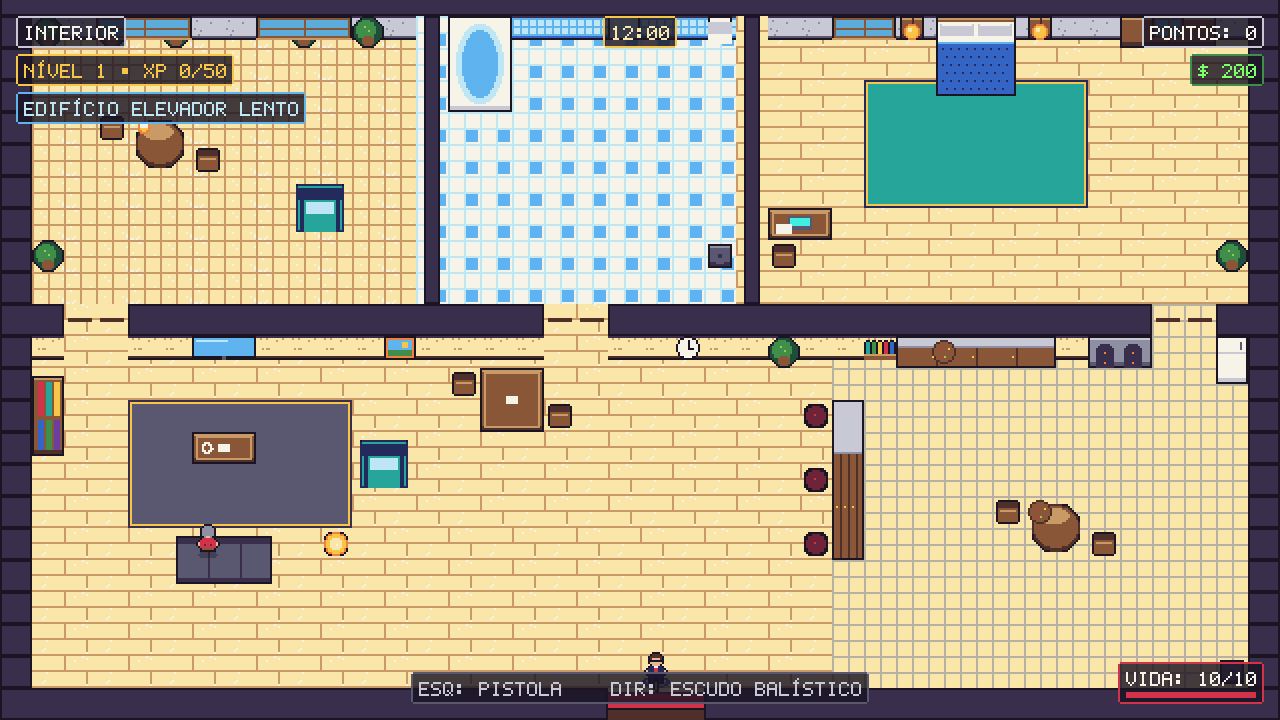 INTERIOR
12:00
PONTOS: 0
NÍVEL 1 ▪ XP 0/50
$ 200
EDIFÍCIO ELEVADOR LENTO
ESQ: PISTOLA DIR: ESCUDO BALÍSTICO
VIDA: 10/10